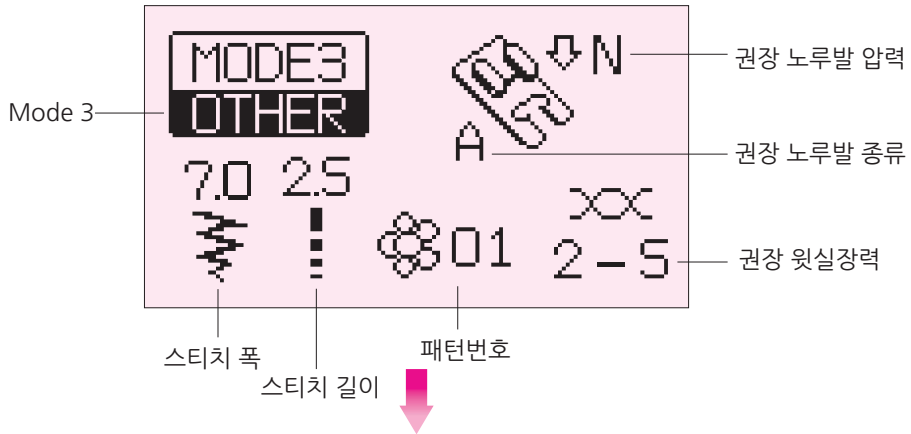 MODE3
OTHER
N
권장 노루발 압력
Mode 3
A
권장 노루발 종류
7.0 2.5
01
2-5
권장 윗실장력
스티치 폭
스티치 길이
패턴번호